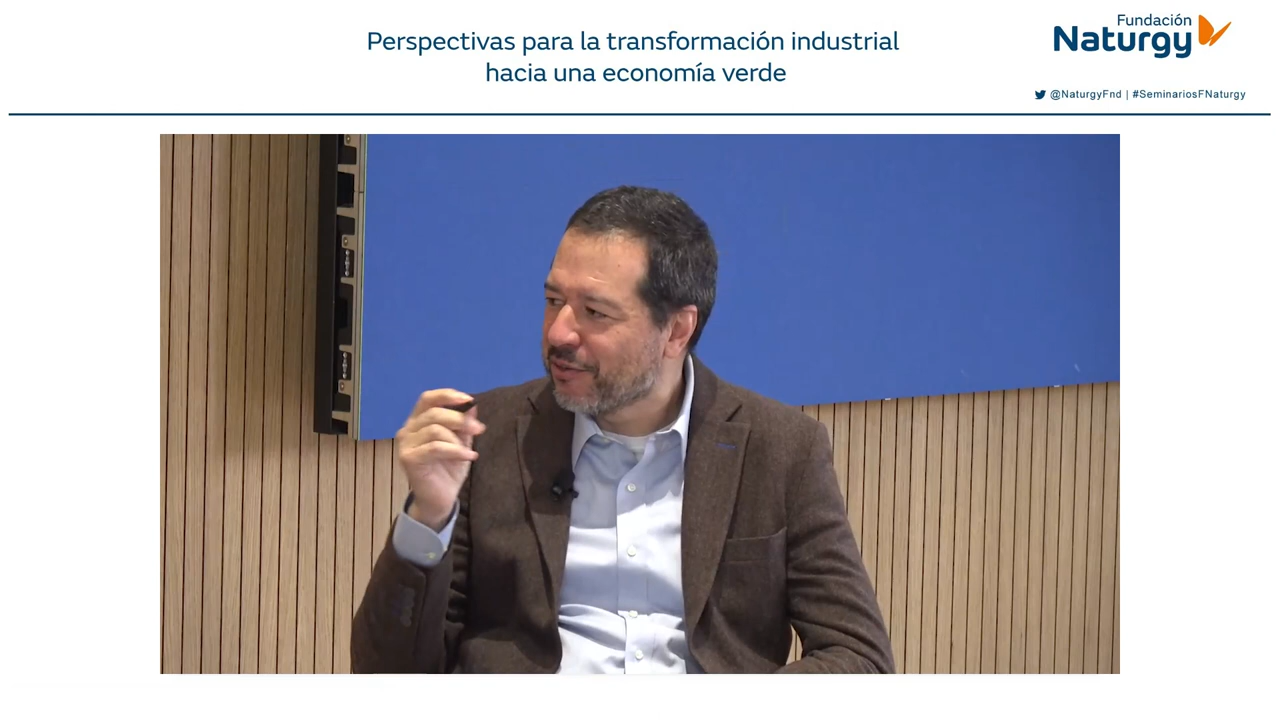 Perspectivas para la transformación industrial
hacia una economía verde
Fundación
Naturgy
@NaturgyFnd | #SeminariosFNaturgy